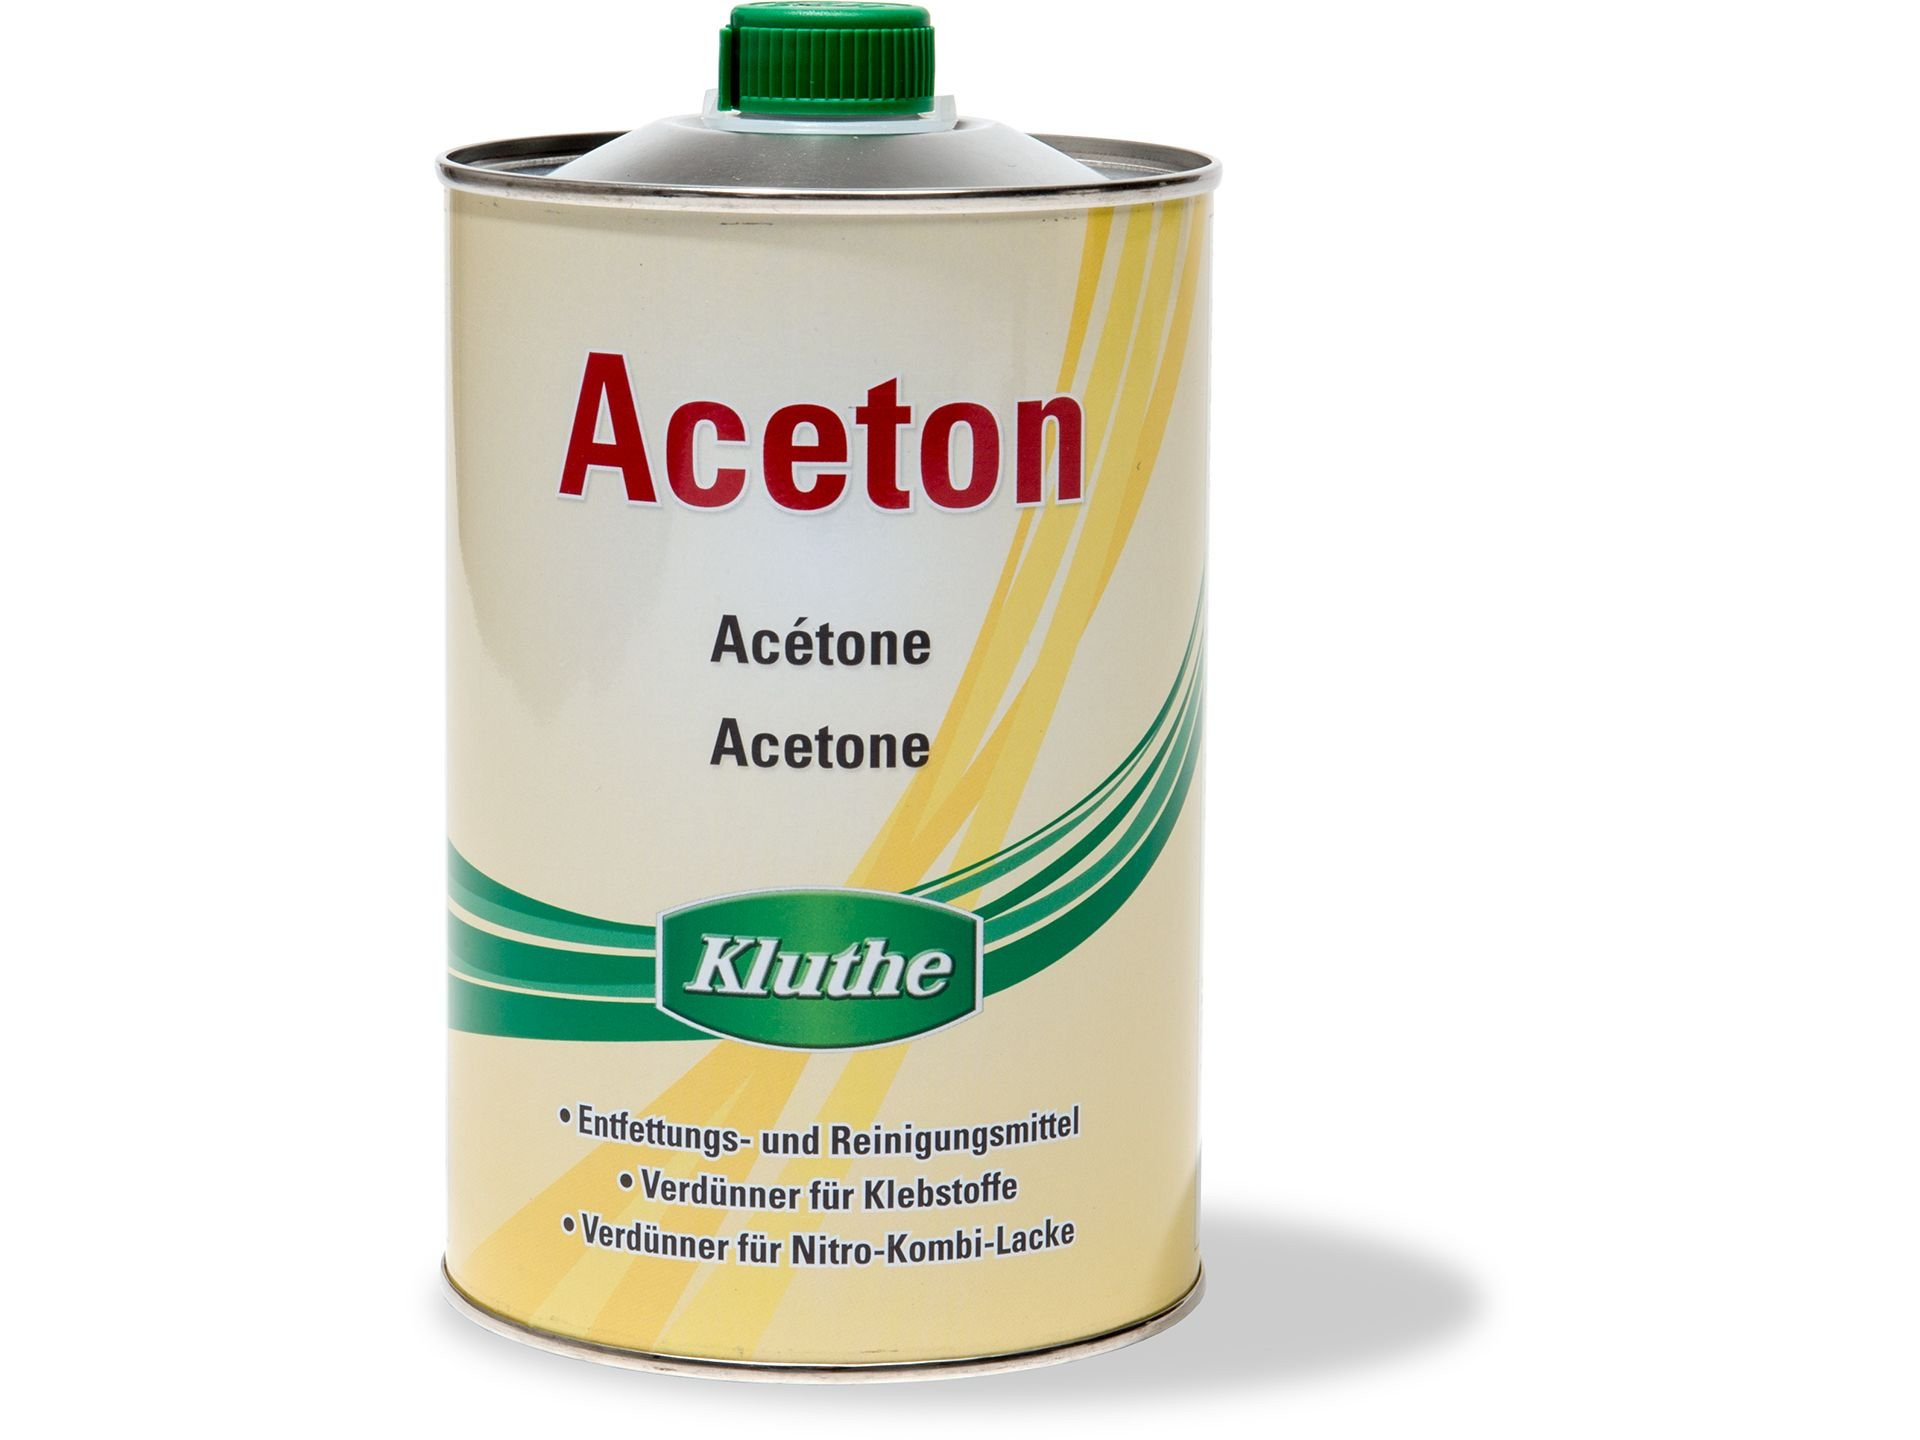 Aceton
Acétone
Acetone
Kluthe
• Entfettungs- und Reinigungsmittel
• Verdünner für Klebstoffe
• Verdünner für Nitro-Kombi-Lacke